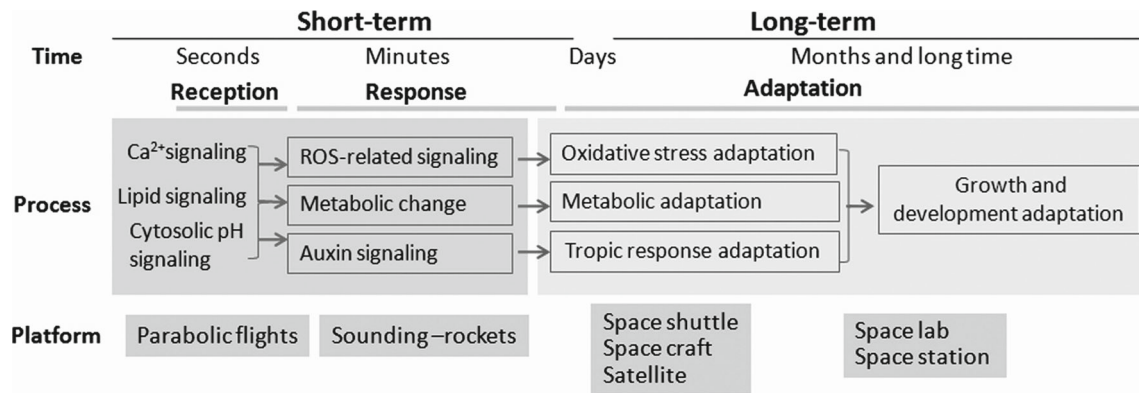 Short-term Long-term
Time Seconds Minutes Days Months and long time
Reception Response Adaptation
Process
Ca²⁺signaling
Lipid signaling
Cytosolic pH
signaling
ROS-related signaling
Metabolic change
Auxin signaling
Oxidative stress adaptation
Metabolic adaptation
Tropic response adaptation
Growth and
development adaptation
Platform
Parabolic flights
Sounding–rockets
Space shuttle
Space craft
Satellite
Space lab
Space station